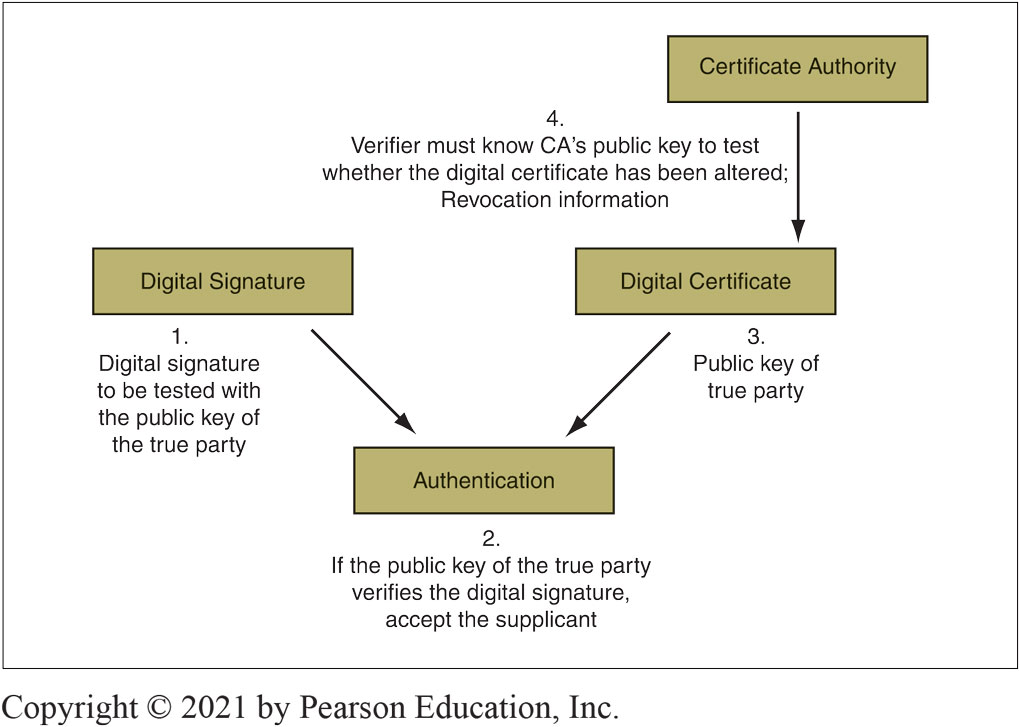 Certificate Authority
4.
Verifier must know CA’s public key to test
whether the digital certificate has been altered;
Revocation information
Digital Signature
Digital Certificate
1.
Digital signature
to be tested with
the public key of
the true party
3.
Public key of
true party
Authentication
2.
If the public key of the true party
verifies the digital signature,
accept the supplicant
Copyright © 2021 by Pearson Education, Inc.